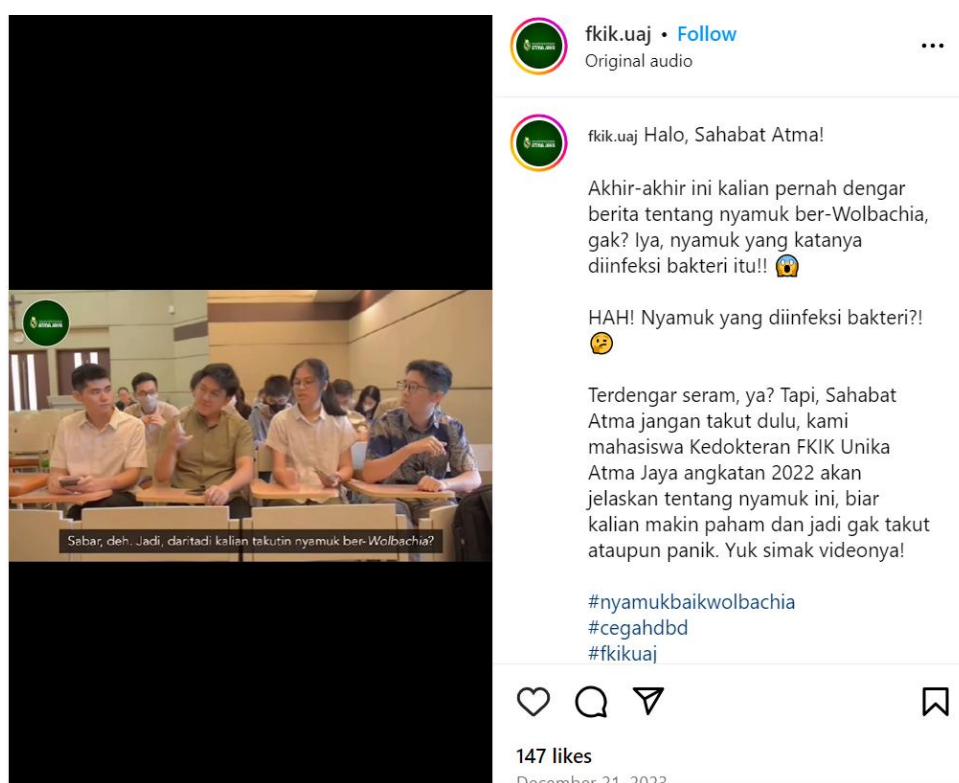 fkik.uaj • Follow
Original audio
fkik.uaj Halo, Sahabat Atma!
Akhir-akhir ini kalian pernah dengar
berita tentang nyamuk ber-Wolbachia,
gak? Iya, nyamuk yang katanya
diinfeksi bakteri itu!! 😱
HAH! Nyamuk yang diinfeksi bakteri?!
🤔
Terdengar seram, ya? Tapi, Sahabat
Atma jangan takut dulu, kami
mahasiswa Kedokteran FKIK Unika
Atma Jaya angkatan 2022 akan
jelaskan tentang nyamuk ini, biar
kalian makin paham dan jadi gak takut
ataupun panik. Yuk simak videonya!
#nyamukbaikwolbachia
#cegahdbd
#fkikuaj
147 likes
December 21, 2023
ATMA JAYA
Sabar, deh. Jadi, daritadi kalian takutin nyamuk ber-Wolbachia?